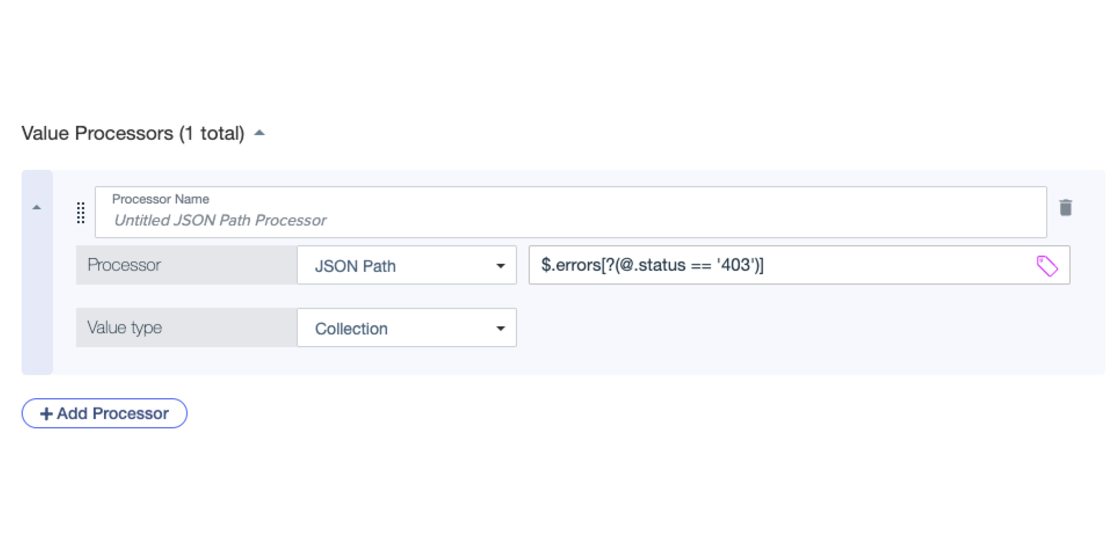 Value Processors (1 total)
Processor Name
Untitled JSON Path Processor
Processor
JSON Path
$.errors[?(@.status == '403')]
Value type
Collection
+ Add Processor